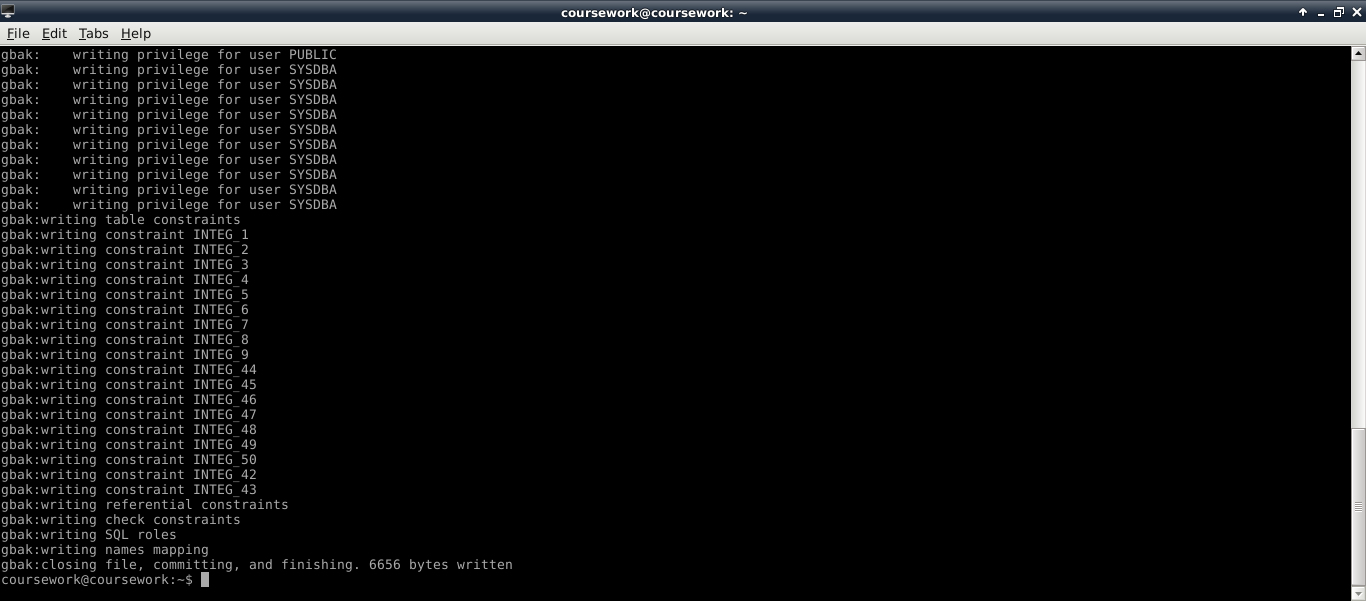 coursework@coursework: ~
File Edit Tabs Help
gbak:    writing privilege for user PUBLIC
gbak:    writing privilege for user SYSDBA
gbak:    writing privilege for user SYSDBA
gbak:    writing privilege for user SYSDBA
gbak:    writing privilege for user SYSDBA
gbak:    writing privilege for user SYSDBA
gbak:    writing privilege for user SYSDBA
gbak:    writing privilege for user SYSDBA
gbak:    writing privilege for user SYSDBA
gbak:    writing privilege for user SYSDBA
gbak:    writing privilege for user SYSDBA
gbak:writing table constraints
gbak:writing constraint INTEG_1
gbak:writing constraint INTEG_2
gbak:writing constraint INTEG_3
gbak:writing constraint INTEG_4
gbak:writing constraint INTEG_5
gbak:writing constraint INTEG_6
gbak:writing constraint INTEG_7
gbak:writing constraint INTEG_8
gbak:writing constraint INTEG_9
gbak:writing constraint INTEG_44
gbak:writing constraint INTEG_45
gbak:writing constraint INTEG_46
gbak:writing constraint INTEG_47
gbak:writing constraint INTEG_48
gbak:writing constraint INTEG_49
gbak:writing constraint INTEG_50
gbak:writing constraint INTEG_42
gbak:writing constraint INTEG_43
gbak:writing referential constraints
gbak:writing check constraints
gbak:writing SQL roles
gbak:writing names mapping
gbak:closing file, committing, and finishing. 6656 bytes written
coursework@coursework:~$